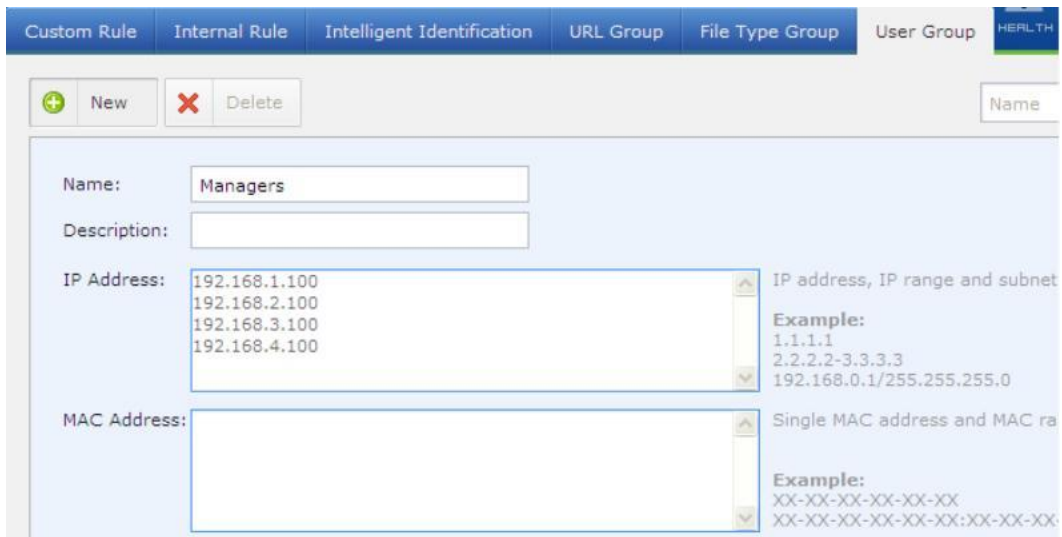 Custom Rule Internal Rule Intelligent Identification URL Group File Type Group User Group HEALTH
New Delete Name
Name: Managers
Description:
IP Address: 192.168.1.100
192.168.2.100
192.168.3.100
192.168.4.100
IP address, IP range and subnet
Example:
1.1.1.1
2.2.2.2-3.3.3.3
192.168.0.1/255.255.255.0
MAC Address:
Single MAC address and MAC ra
Example:
XX-XX-XX-XX-XX-XX
XX-XX-XX-XX-XX-XX:XX-XX-XX-